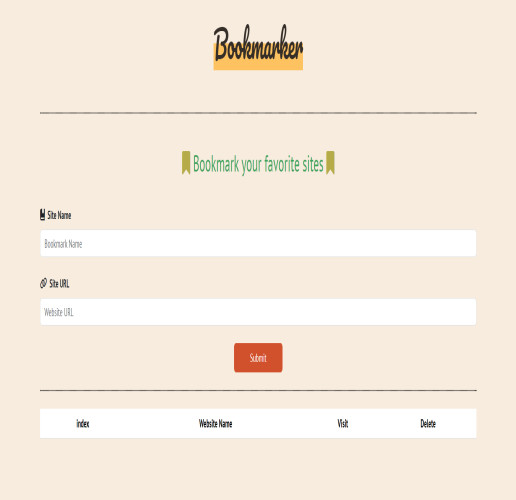 Bookmarker
Bookmark your favorite sites
Site Name
Bookmark Name
Site URL
Website URL
Submit
index Website Name Visit Delete